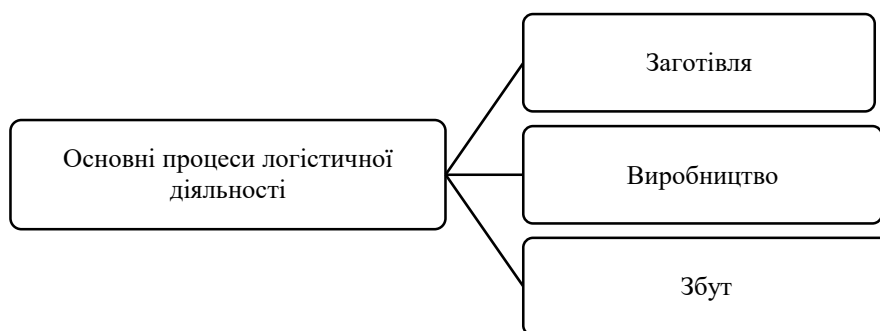 Основні процеси логістичної
діяльності
Заготівля
Виробництво
Збут